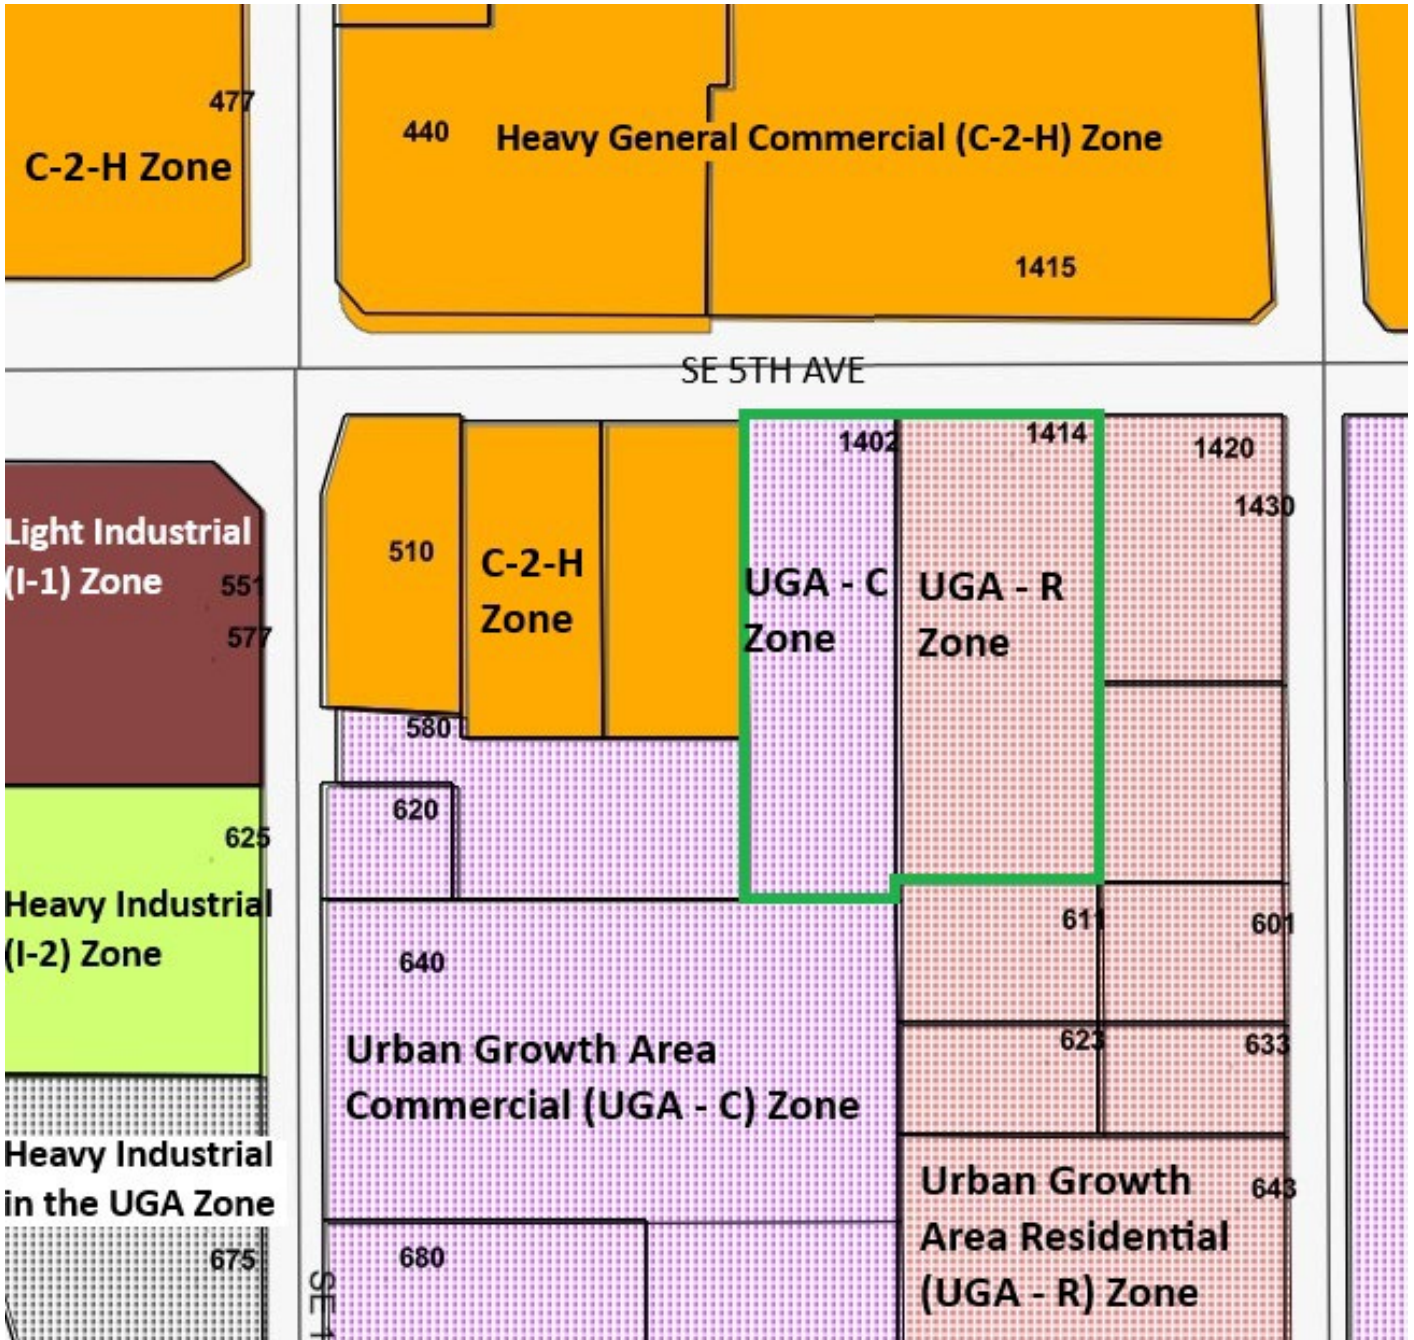 477
C-2-H Zone
440
Heavy General Commercial (C-2-H) Zone
1415
SE 5TH AVE
1402
1414
1420
1430
510
C-2-H
Zone
UGA - C
Zone
UGA - R
Zone
Light Industrial
(I-1) Zone
551
577
580
620
625
Heavy Industrial
(I-2) Zone
611
601
640
623
633
Urban Growth Area
Commercial (UGA - C) Zone
Heavy Industrial
in the UGA Zone
675
643
Urban Growth
Area Residential
(UGA - R) Zone
680
SE 1